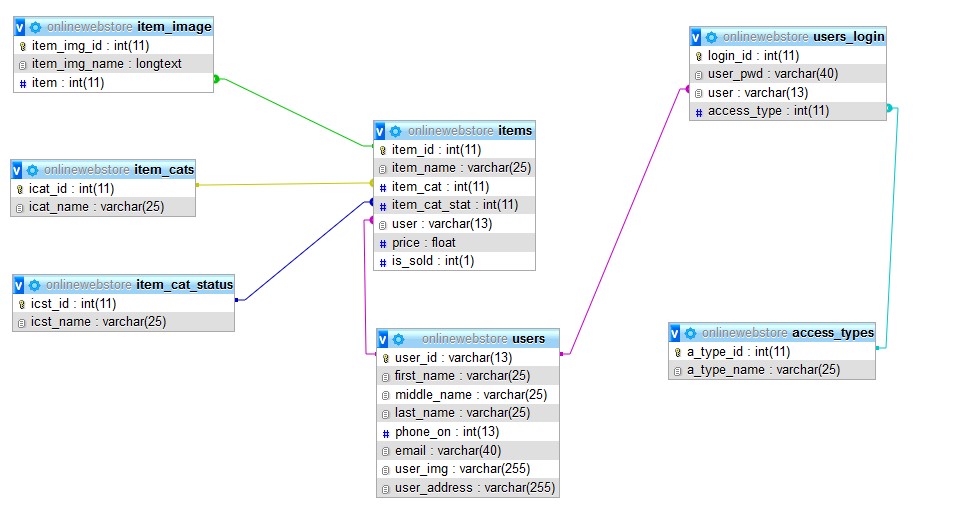 v onlinewebstore item_image
item_img_id : int(11)
item_img_name : longtext
# item : int(11)
v onlinewebstore item_cats
icat_id : int(11)
icat_name : varchar(25)
v onlinewebstore item_cat_status
icst_id : int(11)
icst_name : varchar(25)
v onlinewebstore items
item_id : int(11)
item_name : varchar(25)
# item_cat : int(11)
# item_cat_stat : int(11)
user : varchar(13)
# price : float
# is_sold : int(1)
v onlinewebstore users
user_id : varchar(13)
first_name : varchar(25)
middle_name : varchar(25)
last_name : varchar(25)
# phone_on : int(13)
email : varchar(40)
user_img : varchar(255)
user_address : varchar(255)
v onlinewebstore users_login
login_id : int(11)
user_pwd : varchar(40)
user : varchar(13)
# access_type : int(11)
v onlinewebstore access_types
a_type_id : int(11)
a_type_name : varchar(25)